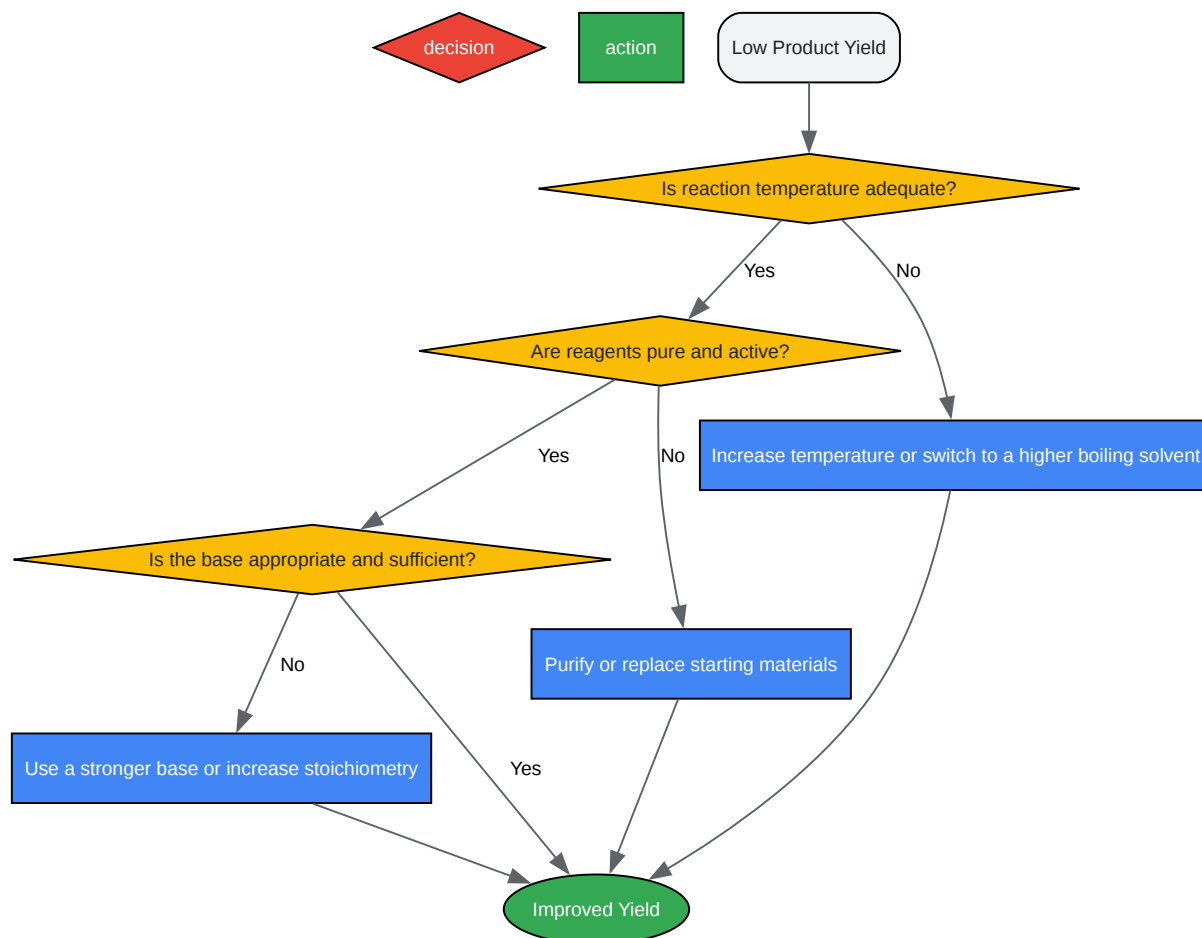 decision
action
Low Product Yield
Is reaction temperature adequate?
Yes
No
Are reagents pure and active?
Yes
No
Increase temperature or switch to a higher boiling solvent
Is the base appropriate and sufficient?
No
Purify or replace starting materials
Use a stronger base or increase stoichiometry
Yes
Improved Yield